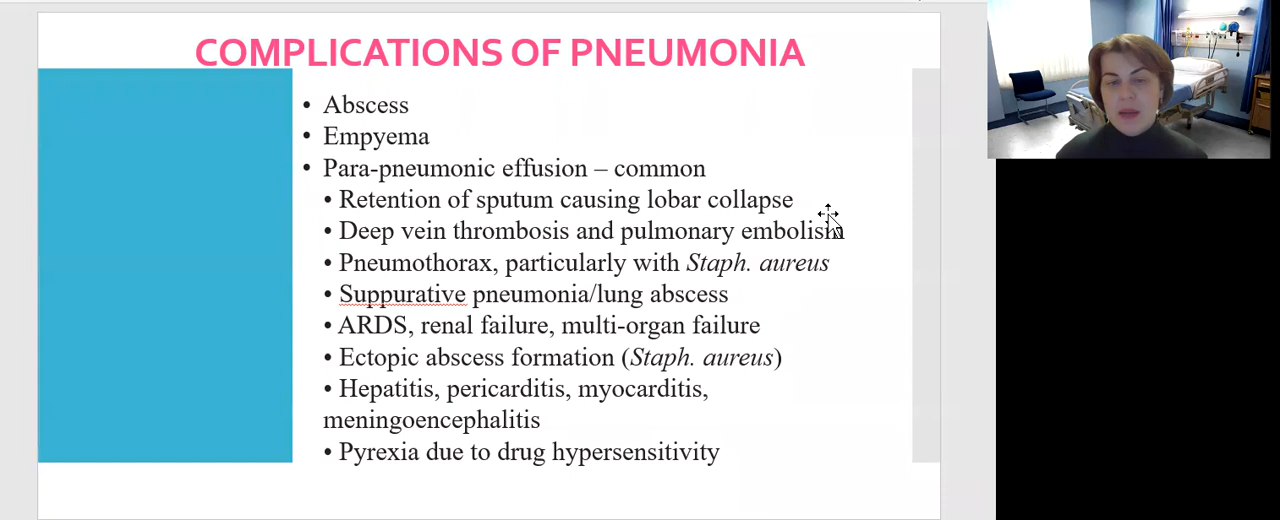 COMPLICATIONS OF PNEUMONIA
• Abscess
• Empyema
• Para-pneumonic effusion – common
• Retention of sputum causing lobar collapse
• Deep vein thrombosis and pulmonary embolism
• Pneumothorax, particularly with Staph. aureus
• Suppurative pneumonia/lung abscess
• ARDS, renal failure, multi-organ failure
• Ectopic abscess formation (Staph. aureus)
• Hepatitis, pericarditis, myocarditis,
meningoencephalitis
• Pyrexia due to drug hypersensitivity